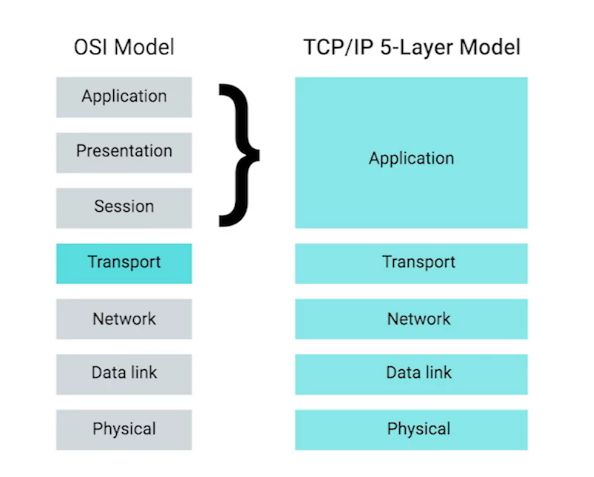 OSI Model
TCP/IP 5-Layer Model
Application
Presentation
Session
Transport
Network
Data link
Physical
Application
Transport
Network
Data link
Physical